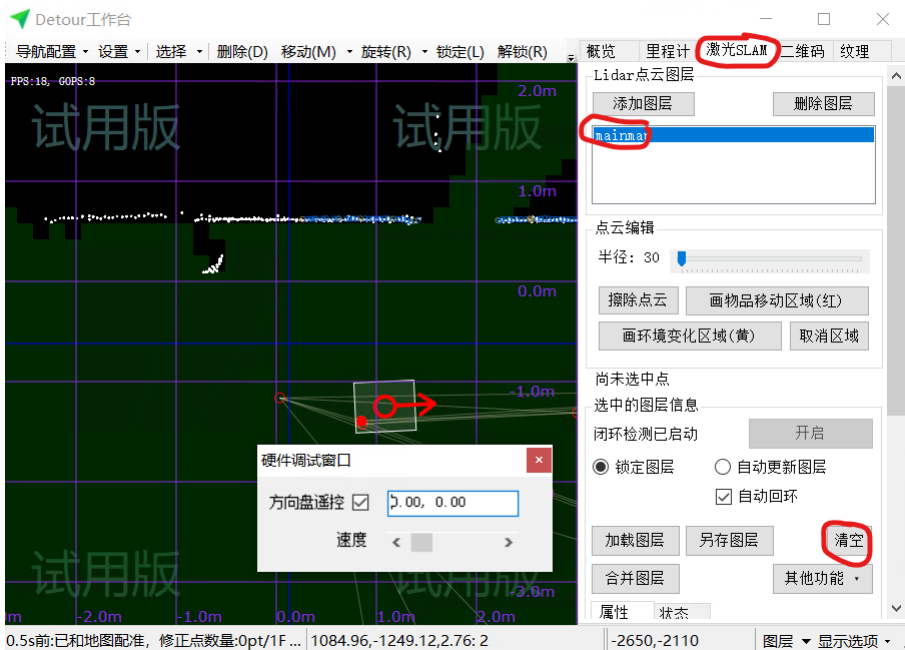 Detour工作台
导航配置 设置 选择 删除(D) 移动(M) 旋转(R) 锁定(L) 解锁(R)
概览 里程计 激光SLAM 二维码 纹理
FPS:18, GOPS:8
试用版 试用版
2.0m
1.0m
0.0m
-1.0m
Lidar点云图层
添加图层 删除图层
mainmap
点云编辑
半径: 30
擦除点云 画物品移动区域(红)
画环境变化区域(黄) 取消区域
尚未选中点
选中的图层信息
闭环检测已启动 开启
锁定图层 自动更新图层
自动回环
加载图层 另存图层 清空
合并图层 其他功能
属性 状态
硬件调试窗口
方向盘遥控 0.00, 0.00
速度
试用版 试用版
-3.0m
-2.0m -1.0m 0.0m 1.0m 2.0m
0.5s前:已和地图配准, 修正点数量:0pt/1F ... 1084.96,-1249.12,2.76: 2 -2650,-2110 图层 显示选项